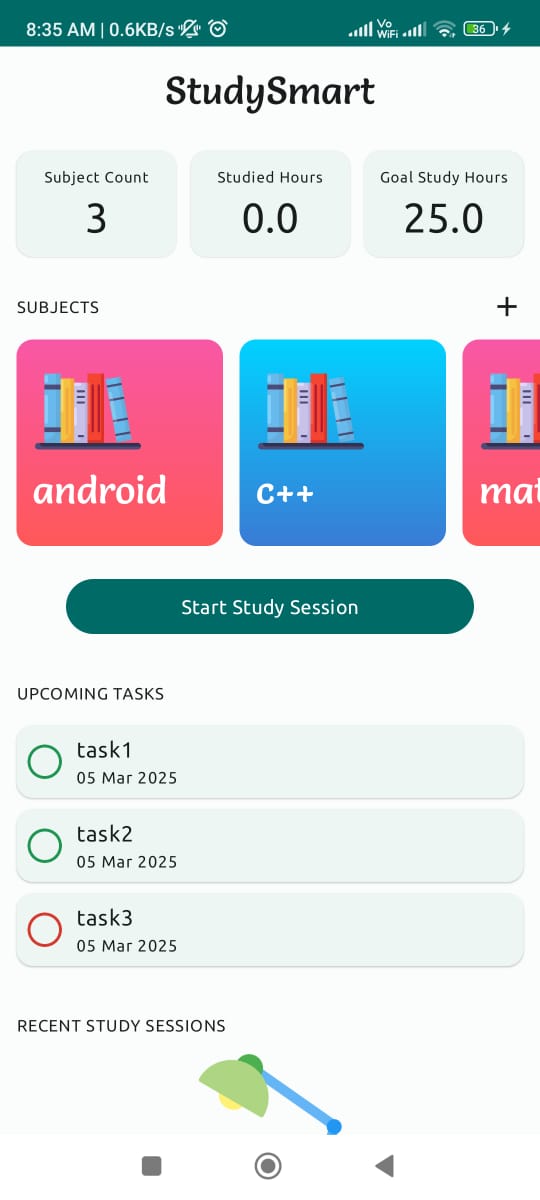 8:35 AM | 0.6KB/s
Vo
WiFi
36
StudySmart
Subject Count
3
Studied Hours
0.0
Goal Study Hours
25.0
SUBJECTS
+
android
c++
mat
Start Study Session
UPCOMING TASKS
task1
05 Mar 2025
task2
05 Mar 2025
task3
05 Mar 2025
RECENT STUDY SESSIONS